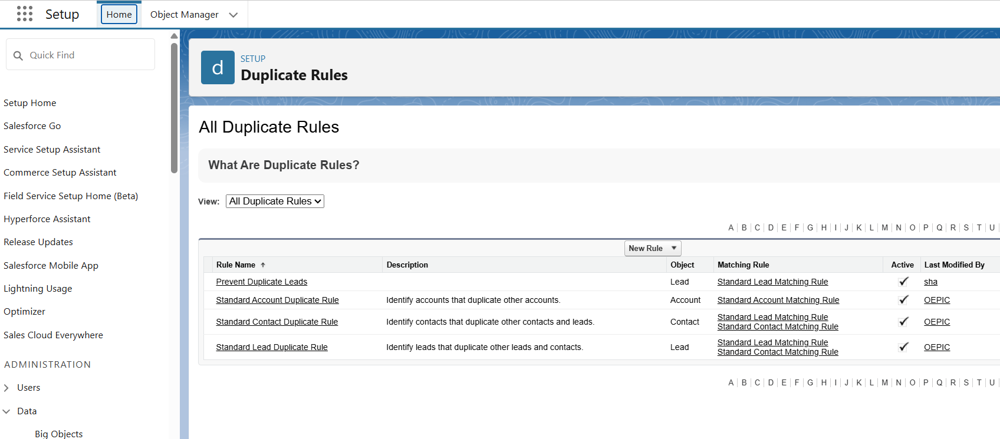 Setup
Home
Object Manager
Quick Find
Setup Home
Salesforce Go
Service Setup Assistant
Commerce Setup Assistant
Field Service Setup Home (Beta)
Hyperforce Assistant
Release Updates
Salesforce Mobile App
Lightning Usage
Optimizer
Sales Cloud Everywhere
ADMINISTRATION
Users
Data
Big Objects
d
SETUP
Duplicate Rules
All Duplicate Rules
What Are Duplicate Rules?
View: All Duplicate Rules
A | B | C | D | E | F | G | H | I | J | K | L | M | N | O | P | Q | R | S | T | U |
New Rule
Rule Name Description Object Matching Rule Active Last Modified By
Prevent Duplicate Leads Lead Standard Lead Matching Rule sha
Standard Account Duplicate Rule Identify accounts that duplicate other accounts. Account Standard Account Matching Rule OEPIC
Standard Contact Duplicate Rule Identify contacts that duplicate other contacts and leads. Contact Standard Lead Matching Rule OEPIC
Standard Contact Matching Rule
Standard Lead Duplicate Rule Identify leads that duplicate other leads and contacts. Lead Standard Lead Matching Rule OEPIC
Standard Contact Matching Rule
A | B | C | D | E | F | G | H | I | J | K | L | M | N | O | P | Q | R | S | T | U |